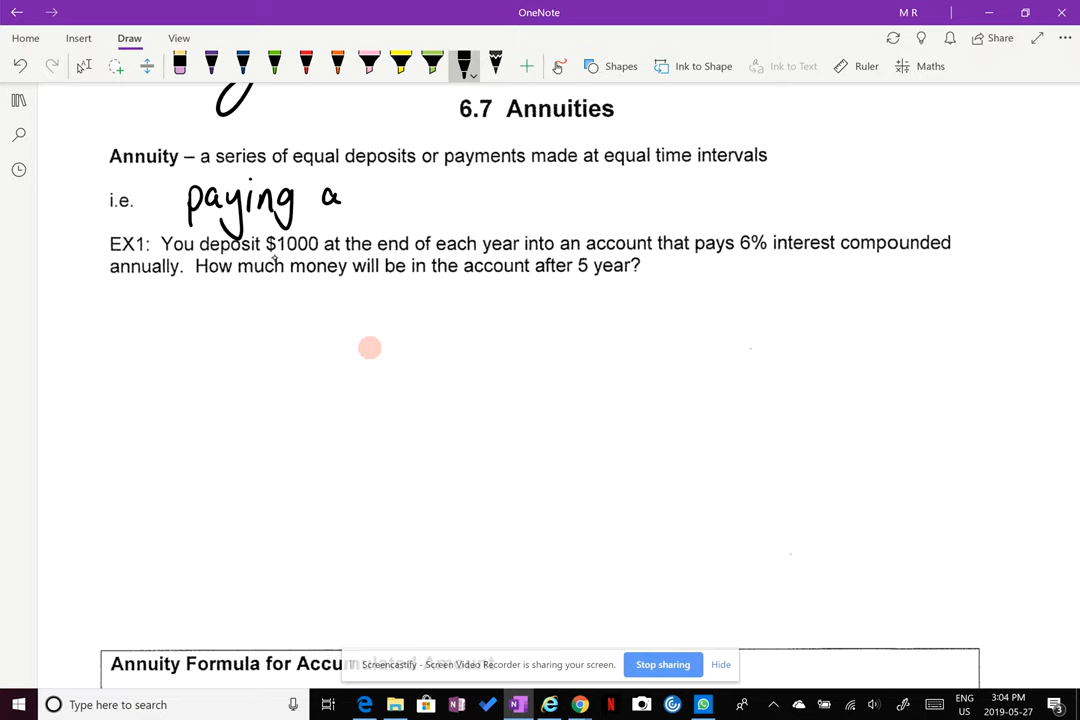 OneNote
M R
Home
Insert
Draw
View
Share
Shapes
Ink to Shape
Ink to Text
Ruler
Maths
6.7 Annuities
Annuity – a series of equal deposits or payments made at equal time intervals
i.e. paying a
EX1: You deposit $1000 at the end of each year into an account that pays 6% interest compounded
annually. How much money will be in the account after 5 year?
Annuity Formula for Accumulated Amount
Screencastify - Screen Video Recorder is sharing your screen.
Stop sharing
Hide
Type here to search
ENG
US
3:04 PM
2019-05-27
3